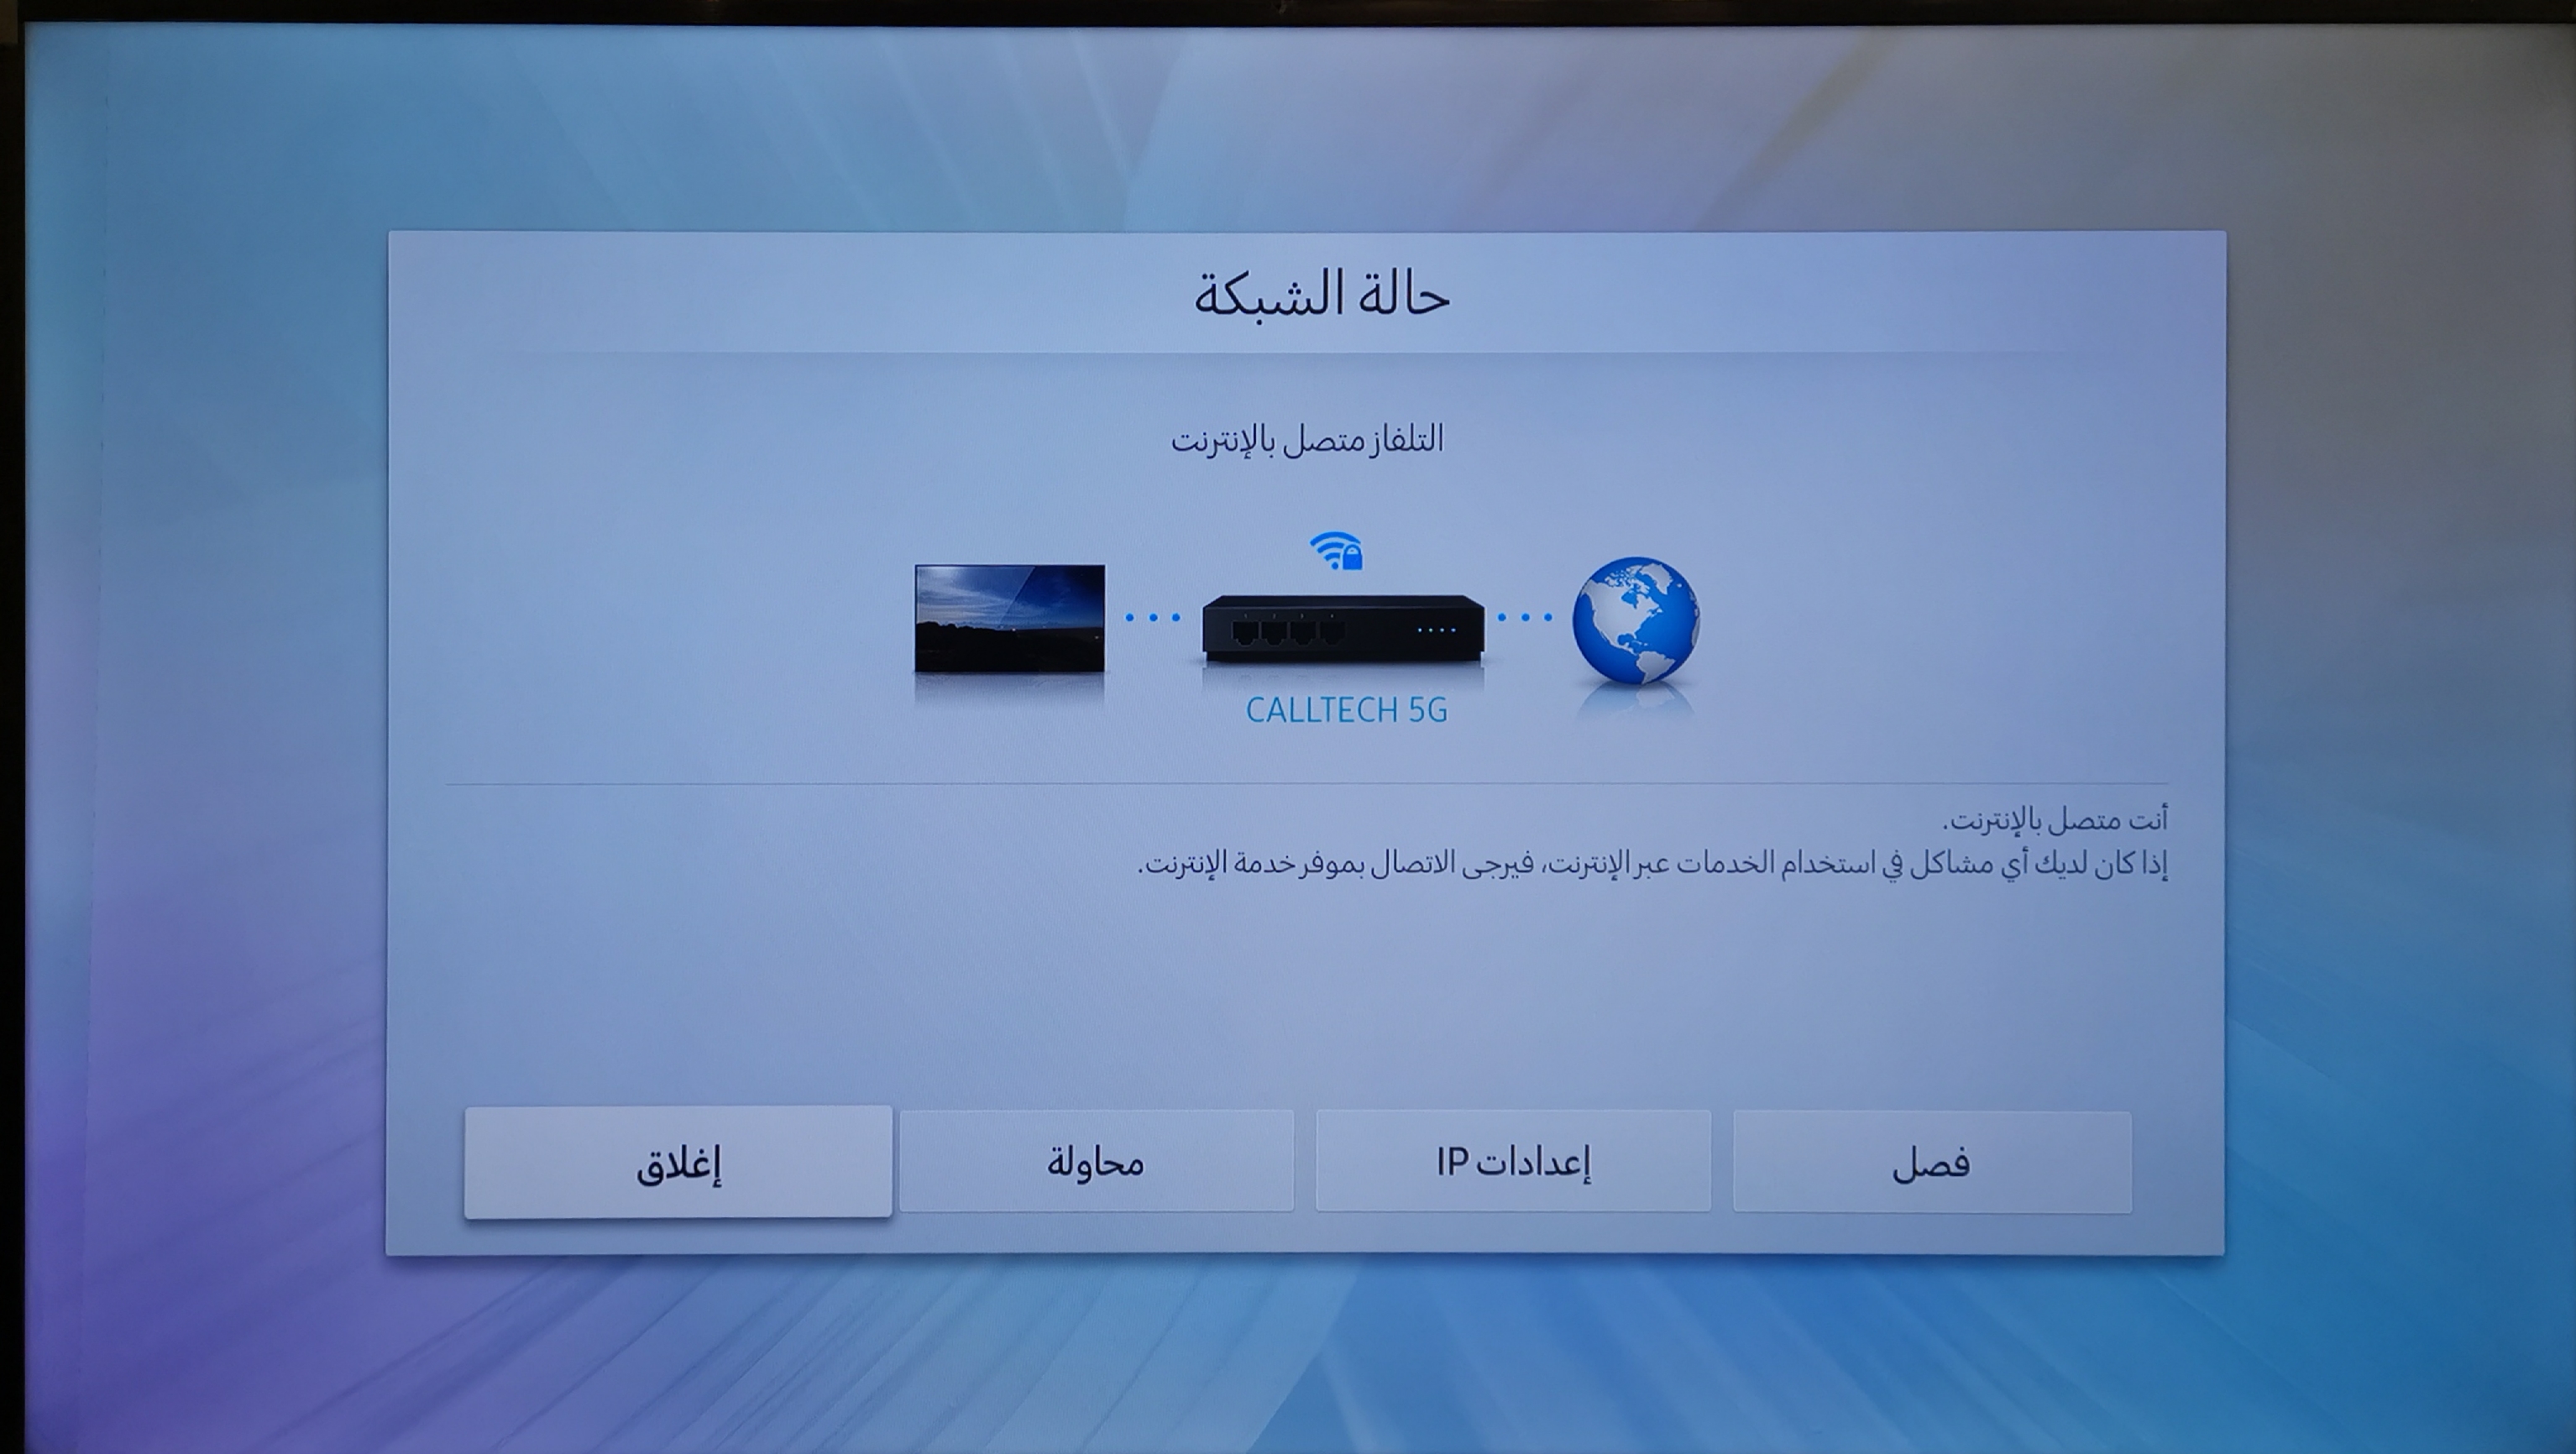 حالة الشبكة
التلفاز متصل بالإنترنت
CALLTECH 5G
أنت متصل بالإنترنت.
إذا كان لديك أي مشاكل في استخدام الخدمات عبر الإنترنت، فيرجى الاتصال بموفر خدمة الإنترنت.
فصل
إعدادات IP
محاولة
إغلاق